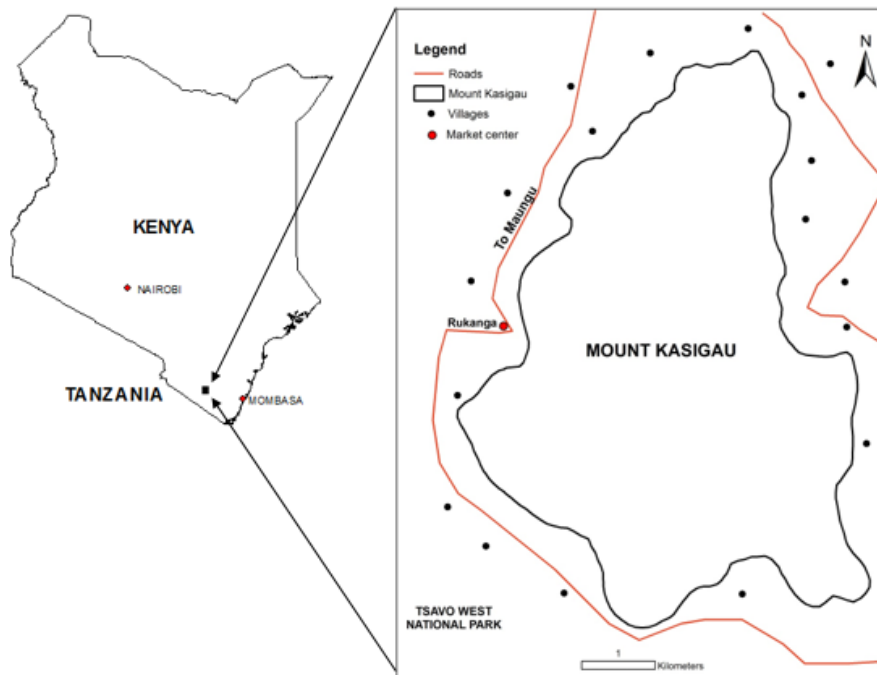 KENYA
NAIROBI
TANZANIA
MOMBASA
Legend
Roads
Mount Kasigau
Villages
Market center
N
To Maungu
Rukanga
MOUNT KASIGAU
TSAVO WEST
NATIONAL PARK
1
Kilometers